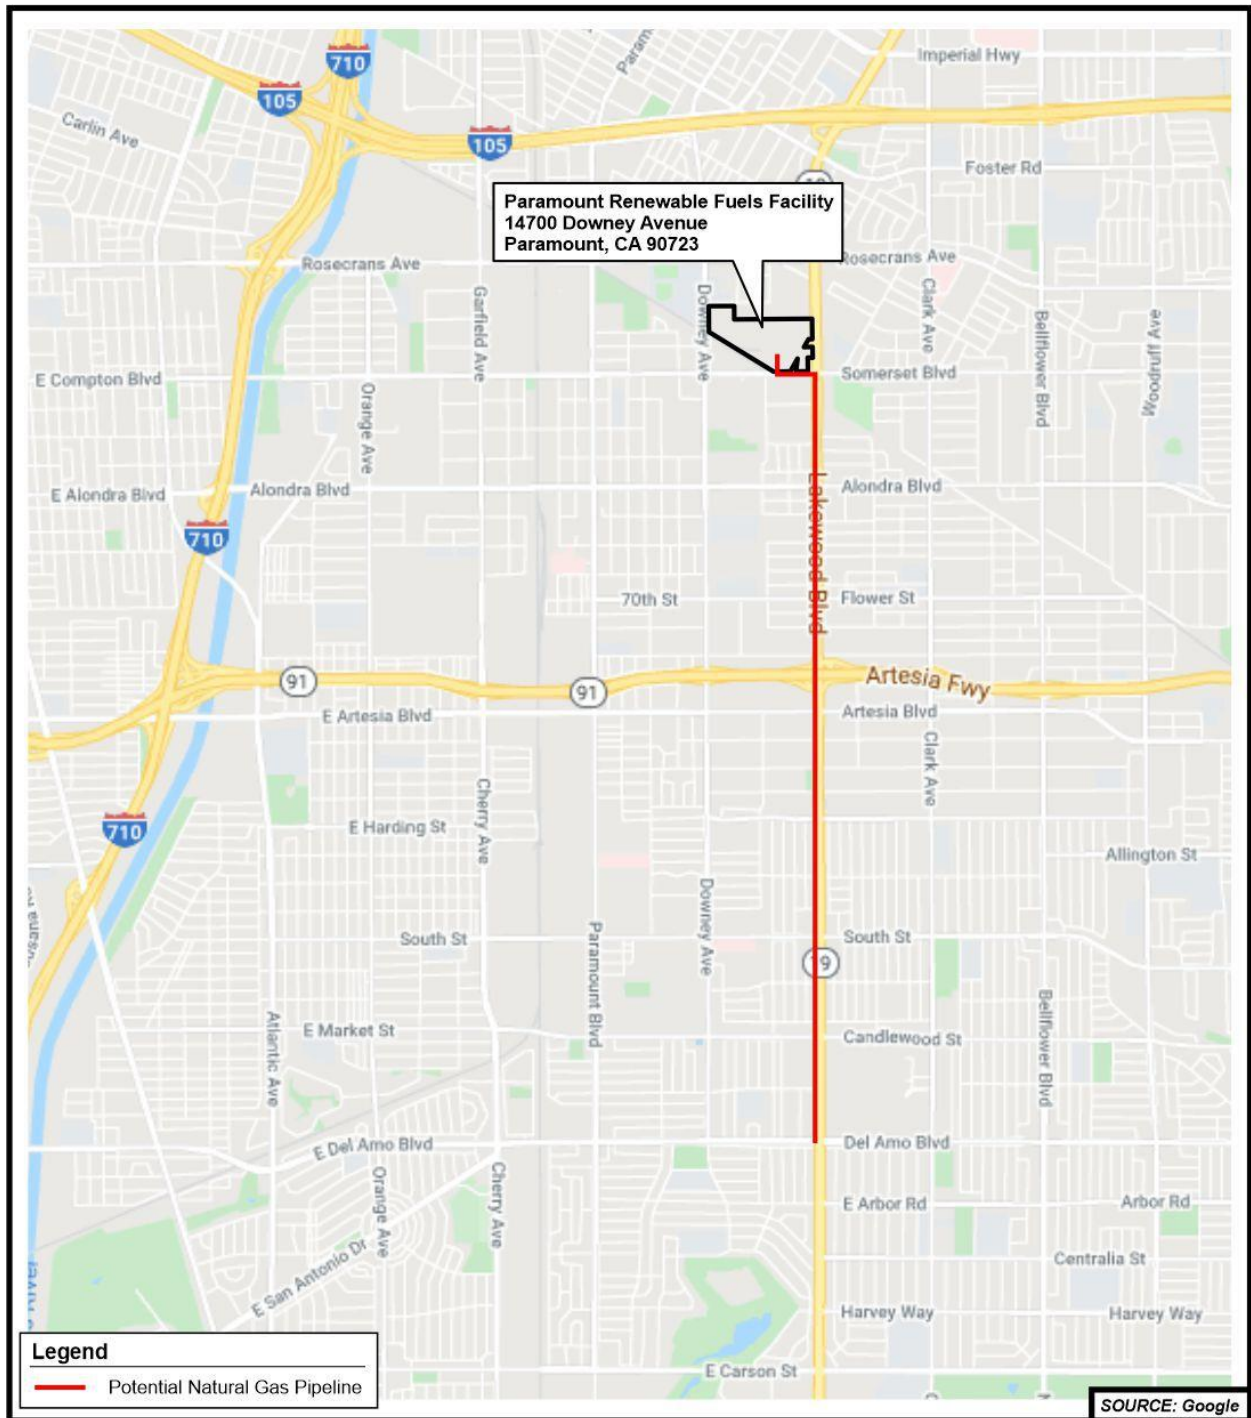 Imperial Hwy
710
105
Param
Carlin Ave
105
Foster Rd
Paramount Renewable Fuels Facility
14700 Downey Avenue
Paramount, CA 90723
Rosecrans Ave
Rosecrans Ave
Garfield Ave
Downey Ave
Clark Ave
Bellflower Blvd
Woodruff Ave
E Compton Blvd
Somerset Blvd
Orange Ave
E Alondra Blvd
Alondra Blvd
Alondra Blvd
Lakewood Blvd
710
70th St
Flower St
91
91
Artesia Fwy
E Artesia Blvd
Artesia Blvd
Clark Ave
Cherry Ave
710
E Harding St
Allington St
Downey Ave
Paramount Blvd
South St
South St
19
Bellflower Blvd
Atlantic Ave
E Market St
Candlewood St
E Del Amo Blvd
Del Amo Blvd
Orange Ave
Cherry Ave
E Arbor Rd
Arbor Rd
E San Antonio Dr
Centralia St
Harvey Way
Harvey Way
E Carson St
Legend
Potential Natural Gas Pipeline
SOURCE: Google